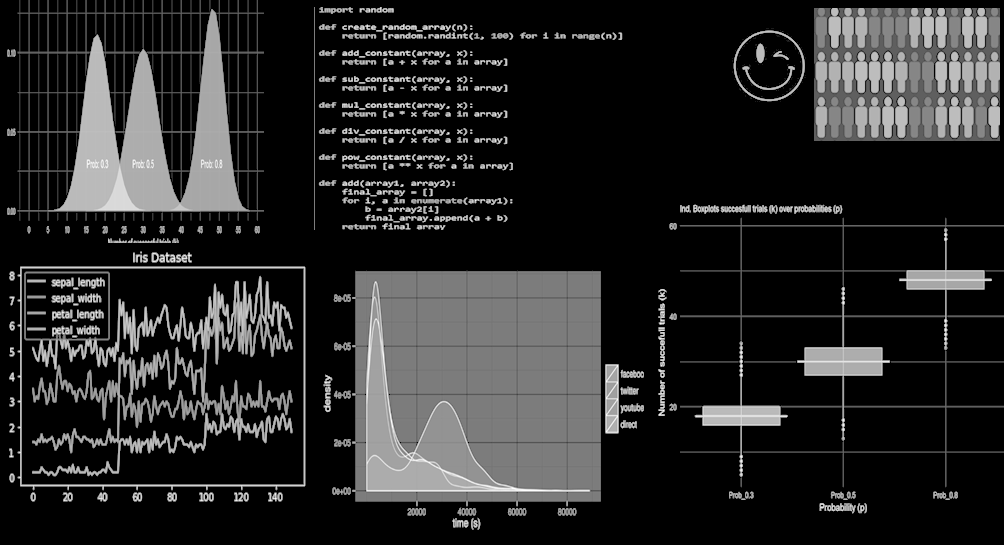 0.10
0.05
0.00
Prob: 0.3
Prob: 0.5
Prob: 0.8
0 5 10 15 20 25 30 35 40 45 50 55 60
Number of successful trials (k)
import random
def create_random_array(n):
return [random.randint(1, 100) for i in range(n)]
def add_constant(array, x):
return [a + x for a in array]
def sub_constant(array, x):
return [a - x for a in array]
def mul_constant(array, x):
return [a * x for a in array]
def div_constant(array, x):
return [a / x for a in array]
def pow_constant(array, x):
return [a ** x for a in array]
def add(array1, array2):
final_array = []
for i, a in enumerate(array1):
b = array2[i]
final_array.append(a + b)
return final_array
Iris Dataset
8
7
6
5
4
3
2
1
0
sepal_length
sepal_width
petal_length
petal_width
0 20 40 60 80 100 120 140
density
8e-05
6e-05
4e-05
2e-05
0e+00
20000 40000 60000 80000
time (s)
faceboo
twitter
youtube
direct
Ind. Boxplots succesfull trials (k) over probabilities (p)
Number of succefull trials (k)
60
40
20
Prob_0.3 Prob_0.5 Prob_0.8
Probability (p)